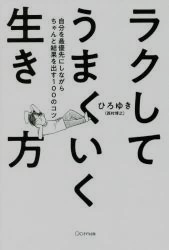 ラクして
うまくいく
生き方
自分を最優先にしながら
ちゃんと結果を出す100のコツ
ひろゆき
(西村博之)